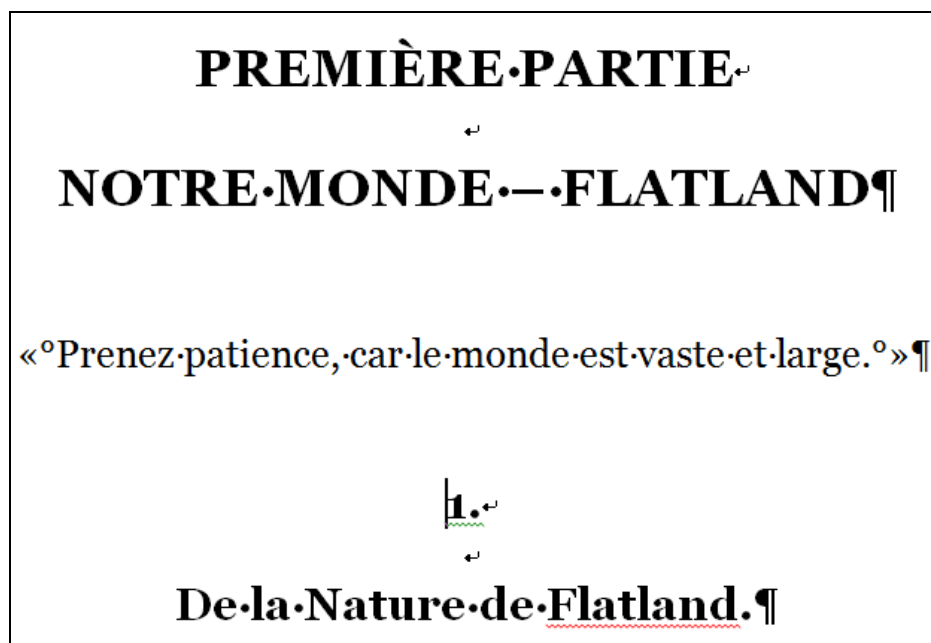 PREMIÈRE·PARTIE↵
↵
NOTRE·MONDE·–·FLATLAND¶
«°Prenez·patience,·car·le·monde·est·vaste·et·large.°»¶
1.↵
↵
De·la·Nature·de·Flatland.¶